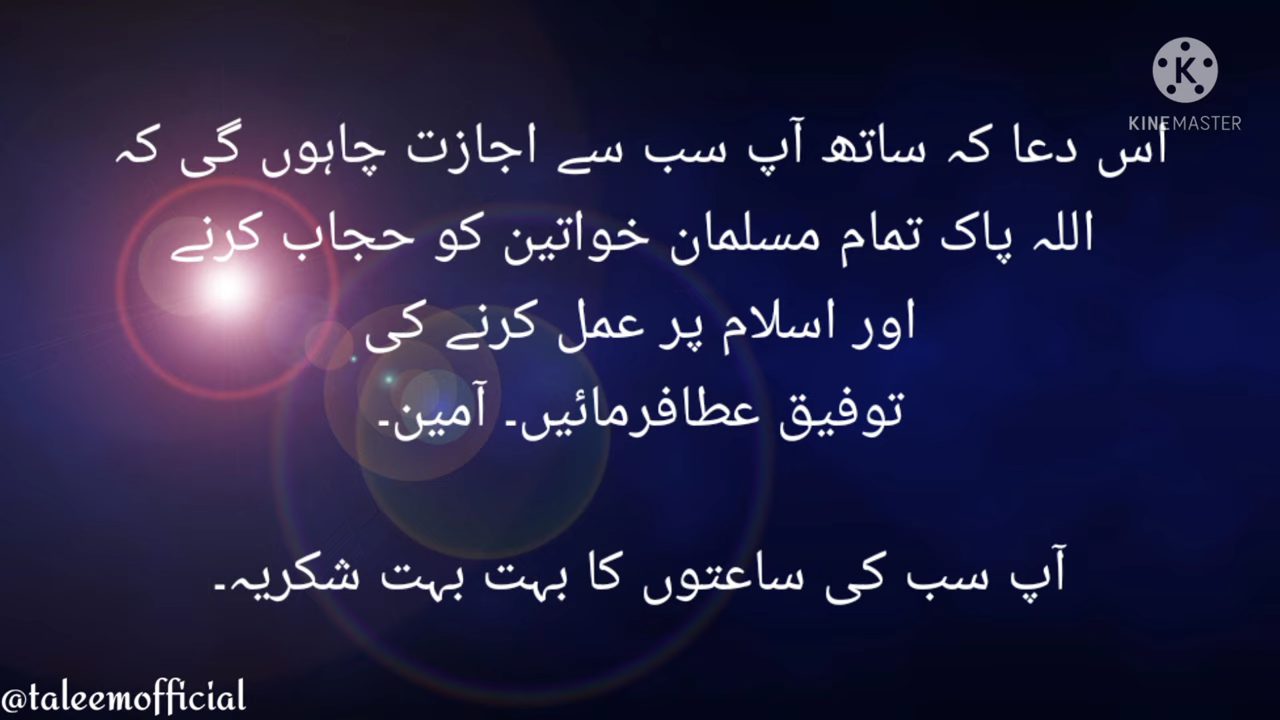 KINEMASTER
اس دعا کہ ساتھ آپ سب سے اجازت چاہوں گی کہ
اللہ پاک تمام مسلمان خواتین کو حجاب کرنے
اور اسلام پر عمل کرنے کی
توفیق عطافرمائیں۔ آمین۔
آپ سب کی ساعتوں کا بہت بہت شکریہ۔
@taleemofficial